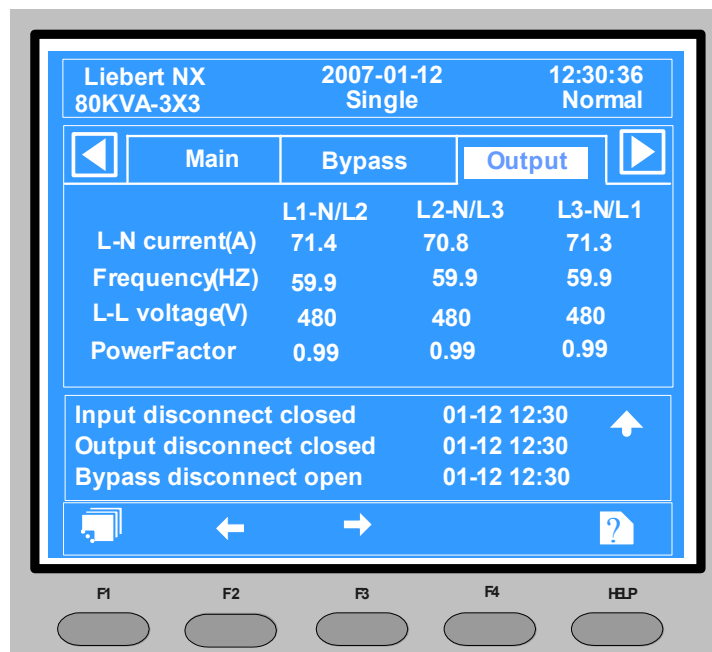 Liebert NX 2007-01-12 12:30:36
80KVA-3X3 Single Normal
Main Bypass Output
L1-N/L2 L2-N/L3 L3-N/L1
L-N current(A) 71.4 70.8 71.3
Frequency(HZ) 59.9 59.9 59.9
L-L voltage(V) 480 480 480
PowerFactor 0.99 0.99 0.99
Input disconnect closed 01-12 12:30
Output disconnect closed 01-12 12:30
Bypass disconnect open 01-12 12:30
?
F1 F2 F3 F4 HELP